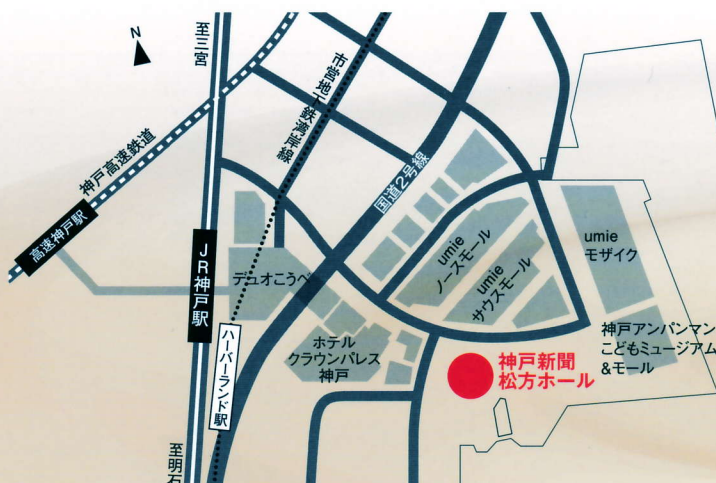 N
至三宮
市営地下鉄湾岸線
神戸高速鉄道
国道2号線
高速神戸駅
JR神戸駅
デュオこうべ
ハーバーランド駅
umie
ノースモール
umie
サウスモール
umie
モザイク
ホテル
クラウンパレス
神戸
神戸新聞
松方ホール
神戸アンパンマン
こどもミュージアム
&モール
至明石